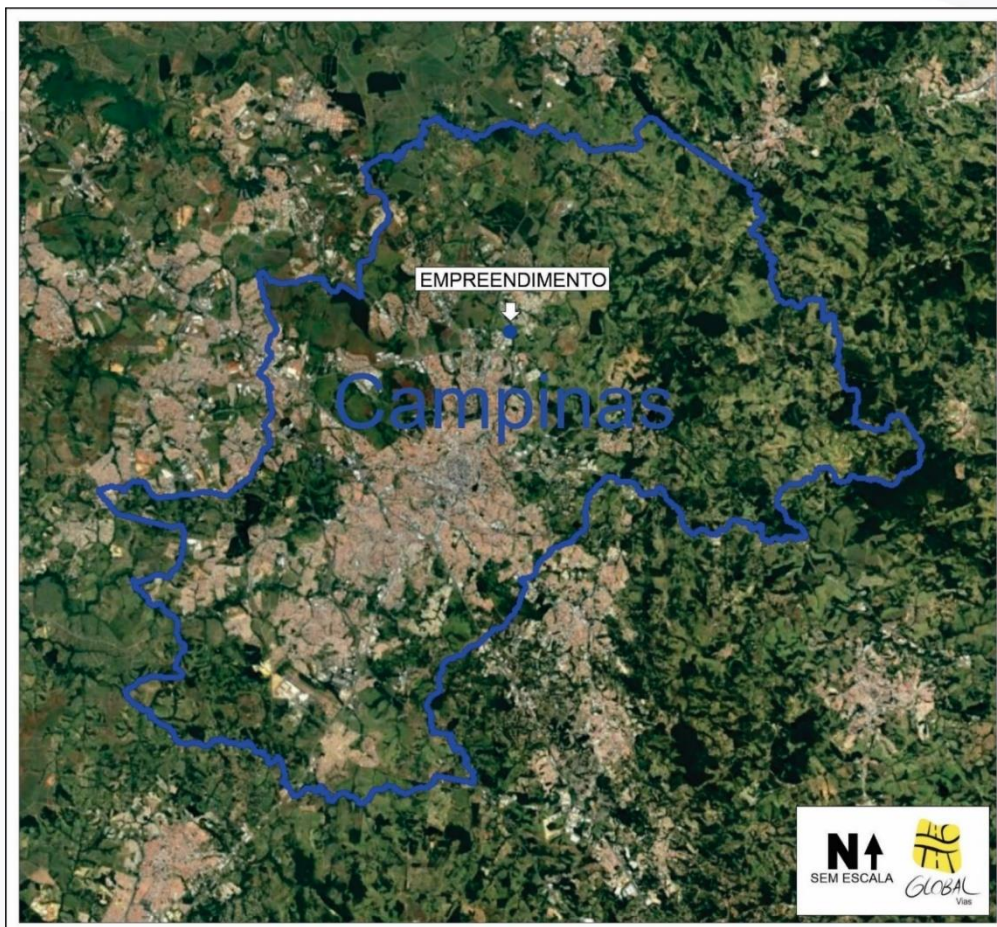 EMPREENDIMENTO
Campinas
N
SEM ESCALA
GLOBAL
Vias